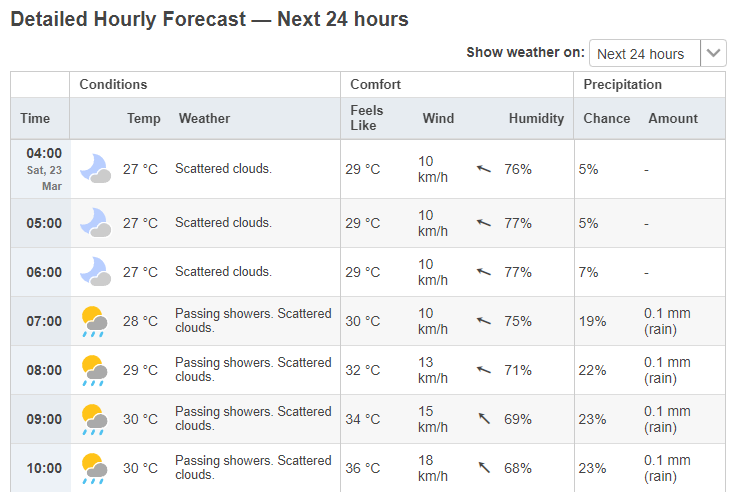 Detailed Hourly Forecast — Next 24 hours
Show weather on: Next 24 hours
Conditions Comfort Precipitation
Time Temp Weather Feels Like Wind Humidity Chance Amount
04:00 Sat, 23 Mar 27 °C Scattered clouds. 29 °C 10 km/h 76% 5% -
05:00 27 °C Scattered clouds. 29 °C 10 km/h 77% 5% -
06:00 27 °C Scattered clouds. 29 °C 10 km/h 77% 7% -
07:00 28 °C Passing showers. Scattered clouds. 30 °C 10 km/h 75% 19% 0.1 mm (rain)
08:00 29 °C Passing showers. Scattered clouds. 32 °C 13 km/h 71% 22% 0.1 mm (rain)
09:00 30 °C Passing showers. Scattered clouds. 34 °C 15 km/h 69% 23% 0.1 mm (rain)
10:00 30 °C Passing showers. Scattered clouds. 36 °C 18 km/h 68% 23% 0.1 mm (rain)